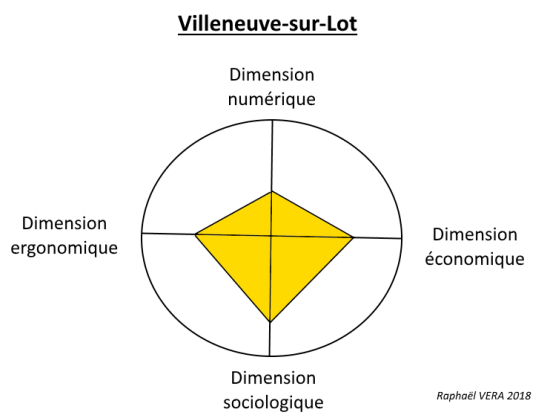 Villeneuve-sur-Lot
Dimension
numérique
Dimension
ergonomique
Dimension
économique
Dimension
sociologique
Raphaël VERA 2018